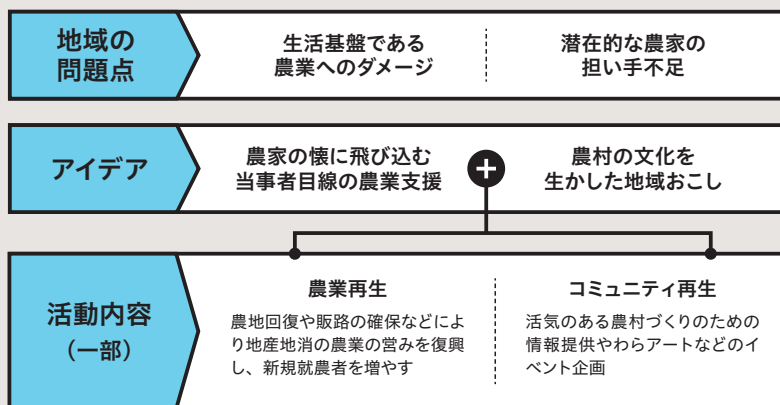 地域の
問題点
生活基盤である
農業へのダメージ
潜在的な農家の
担い手不足
アイデア
農家の懐に飛び込む
当事者目線の農業支援
+
農村の文化を
生かした地域おこし
活動内容
（一部）
農業再生
農地回復や販路の確保などによ
り地産地消の農業の営みを復興
し、新規就農者を増やす
コミュニティ再生
活気のある農村づくりのための
情報提供やわらアートなどのイ
ベント企画